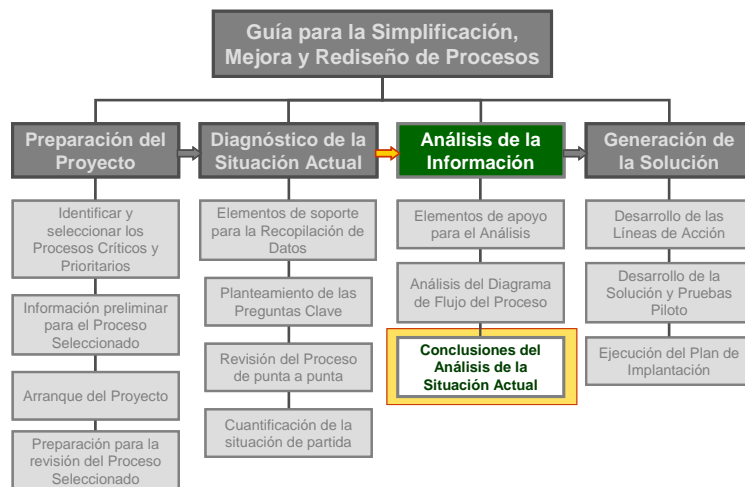 Guía para la Simplificación,
Mejora y Rediseño de Procesos
Preparación del
Proyecto
Diagnóstico de la
Situación Actual
Análisis de la
Información
Generación de
la Solución
Identificar y
seleccionar los
Procesos Críticos y
Prioritarios
Información preliminar
para el Proceso
Seleccionado
Arranque del Proyecto
Preparación para la
revisión del Proceso
Seleccionado
Elementos de soporte
para la Recopilación de
Datos
Planteamiento de las
Preguntas Clave
Revisión del Proceso
de punta a punta
Cuantificación de la
situación de partida
Elementos de apoyo
para el Análisis
Análisis del Diagrama
de Flujo del Proceso
Conclusiones del
Análisis de la
Situación Actual
Desarrollo de las
Líneas de Acción
Desarrollo de la
Solución y Pruebas
Piloto
Ejecución del Plan de
Implantación